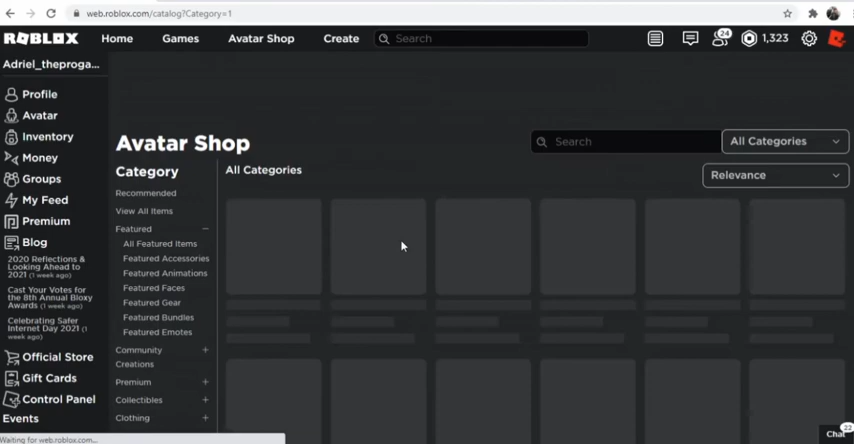 web.roblox.com/catalog?Category=1
ROBLOX
Home
Games
Avatar Shop
Create
Search
24
1,323
Adriel_theproga...
Profile
Avatar
Inventory
Money
Groups
My Feed
Premium
Blog
2020 Reflections &
Looking Ahead to
2021 (1 week ago)
Cast Your Votes for
the 8th Annual Bloxy
Awards (1 week ago)
Celebrating Safer
Internet Day 2021 (1
week ago)
Official Store
Gift Cards
Control Panel
Events
Avatar Shop
Search
All Categories
Category
All Categories
Relevance
Recommended
View All Items
Featured
All Featured Items
Featured Accessories
Featured Animations
Featured Faces
Featured Gear
Featured Bundles
Featured Emotes
Community
Creations
Premium
Collectibles
Clothing
Waiting for web.roblox.com...
Chat
22